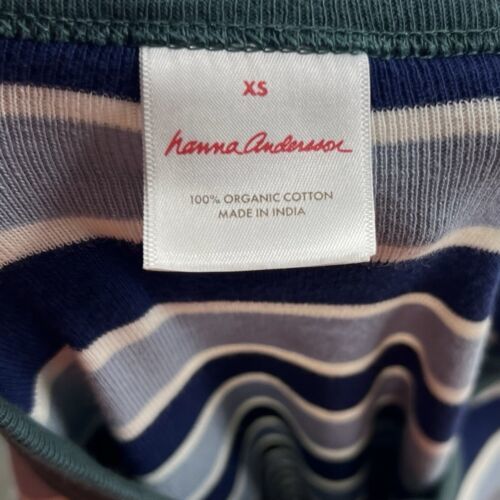 XS
hanna Andersson
100% ORGANIC COTTON
MADE IN INDIA